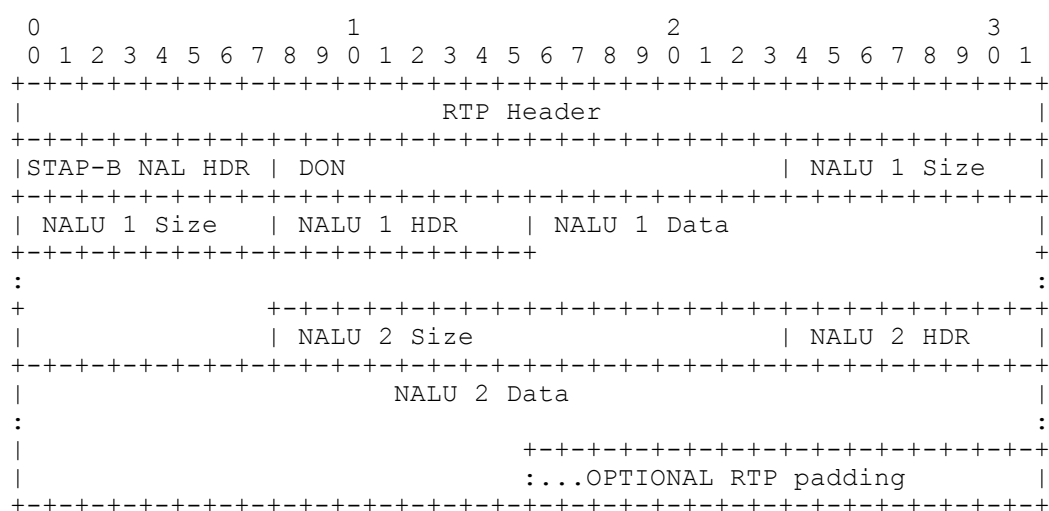 0                   1                   2                   3
 0 1 2 3 4 5 6 7 8 9 0 1 2 3 4 5 6 7 8 9 0 1 2 3 4 5 6 7 8 9 0 1
+-+-+-+-+-+-+-+-+-+-+-+-+-+-+-+-+-+-+-+-+-+-+-+-+-+-+-+-+-+-+-+-+
|                          RTP Header                           |
+-+-+-+-+-+-+-+-+-+-+-+-+-+-+-+-+-+-+-+-+-+-+-+-+-+-+-+-+-+-+-+-+
|STAP-B NAL HDR | DON                           | NALU 1 Size   |
+-+-+-+-+-+-+-+-+-+-+-+-+-+-+-+-+-+-+-+-+-+-+-+-+-+-+-+-+-+-+-+-+
| NALU 1 Size   | NALU 1 HDR    | NALU 1 Data                   |
+-+-+-+-+-+-+-+-+-+-+-+-+-+-+-+-+                               +
:                                                               :
+               +-+-+-+-+-+-+-+-+-+-+-+-+-+-+-+-+-+-+-+-+-+-+-+-+
|               | NALU 2 Size                   | NALU 2 HDR    |
+-+-+-+-+-+-+-+-+-+-+-+-+-+-+-+-+-+-+-+-+-+-+-+-+-+-+-+-+-+-+-+-+
|                       NALU 2 Data                             |
:                                                               :
|                               +-+-+-+-+-+-+-+-+-+-+-+-+-+-+-+-+
|                               :...OPTIONAL RTP padding        |
+-+-+-+-+-+-+-+-+-+-+-+-+-+-+-+-+-+-+-+-+-+-+-+-+-+-+-+-+-+-+-+-+